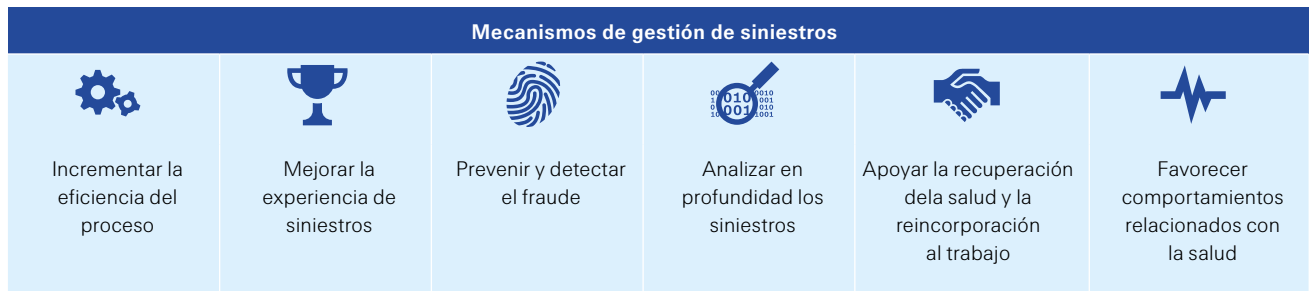 Mecanismos de gestión de siniestros
Incrementar la
eficiencia del
proceso
Mejorar la
experiencia de
siniestros
Prevenir y detectar
el fraude
010
001
Analizar en
profundidad los
siniestros
Apoyar la recuperación
dela salud y la
reincorporación
al trabajo
Favorecer
comportamientos
relacionados con
la salud